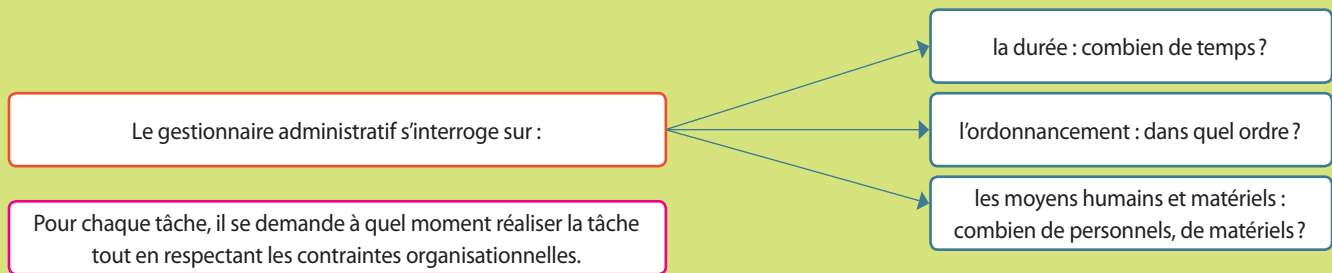 Le gestionnaire administratif s'interroge sur :
la durée : combien de temps ?
l'ordonnancement : dans quel ordre ?
les moyens humains et matériels :
combien de personnels, de matériels ?
Pour chaque tâche, il se demande à quel moment réaliser la tâche
tout en respectant les contraintes organisationnelles.